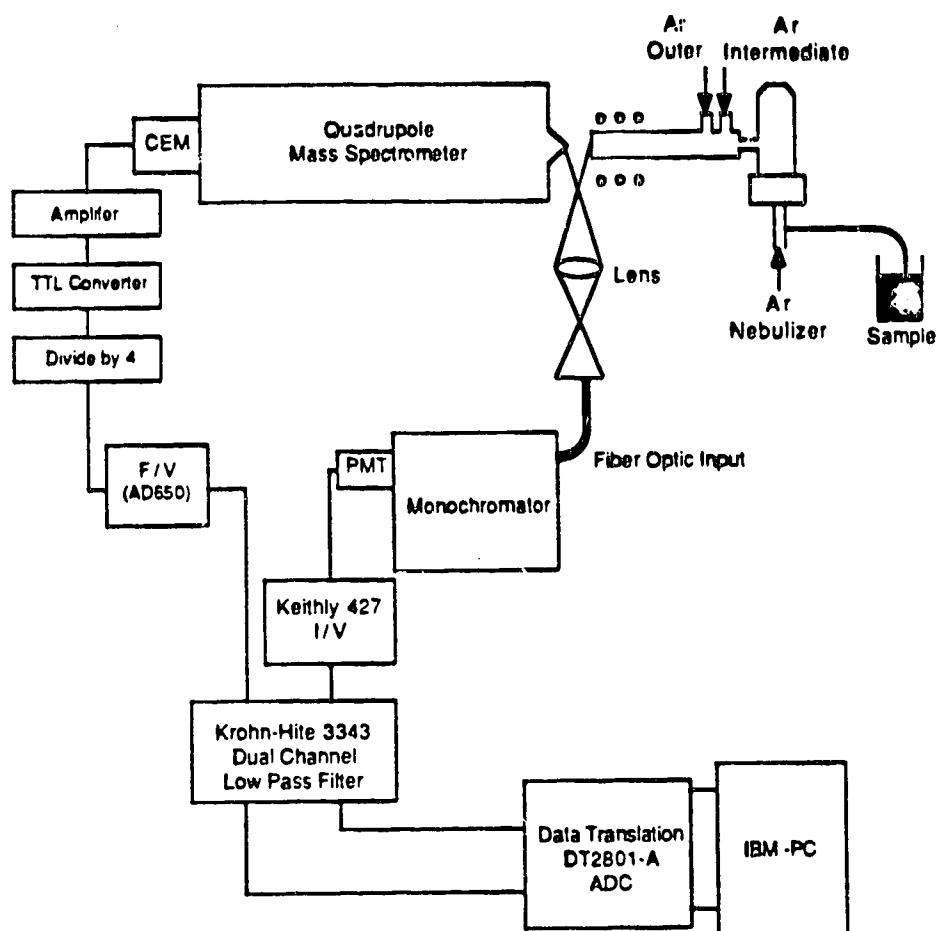 Ar
Outer
Ar
Intermediate
Quadrupole
Mass Spectrometer
CEM
Amplifer
TTL Converter
Divide by 4
Lens
Ar
Nebulizer
Sample
F/V
(AD650)
PMT
Monochromator
Fiber Optic Input
Keithly 427
I/V
Krohn-Hite 3343
Dual Channel
Low Pass Filter
Data Translation
DT2801-A
ADC
IBM-PC